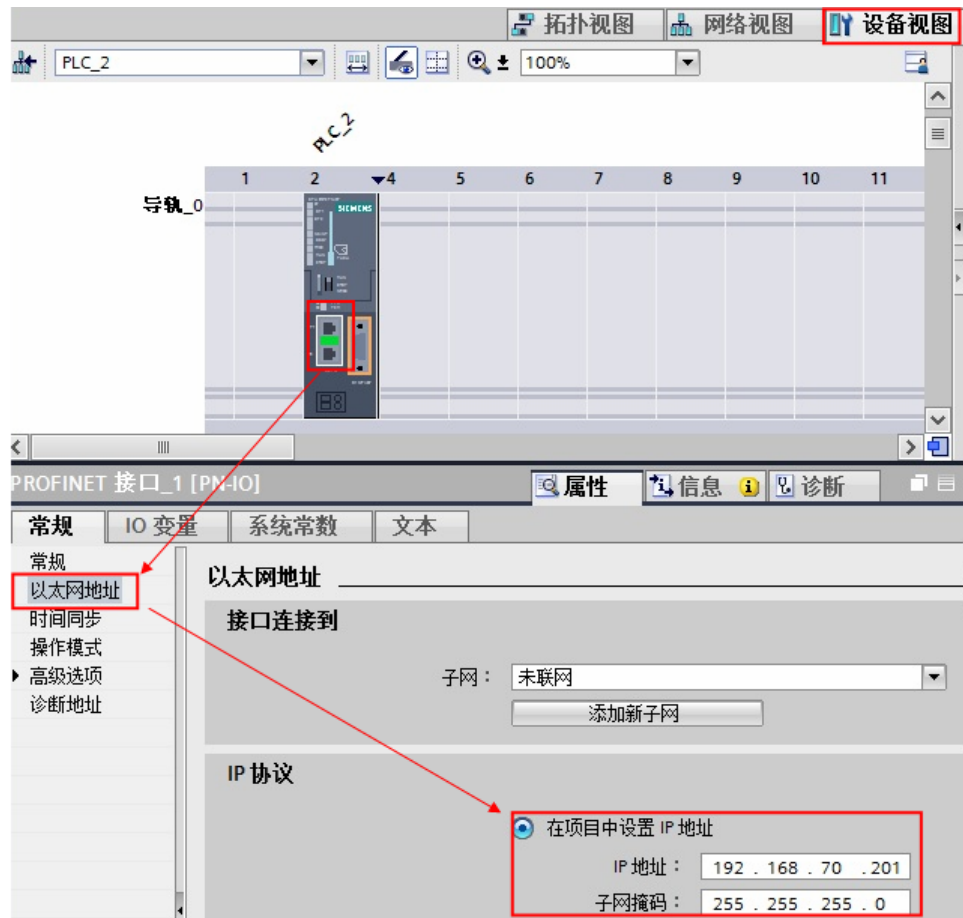 拓扑视图 网络视图 设备视图
PLC_2 100%
PLC_2
1 2 4 5 6 7 8 9 10 11
导轨_0
SIEMENS
PROFINET 接口_1 [PN-IO] 属性 信息 诊断
常规 IO 变量 系统常数 文本
常规
以太网地址
时间同步
操作模式
高级选项
诊断地址
以太网地址
接口连接到
子网： 未联网
添加新子网
IP 协议
在项目中设置 IP 地址
IP 地址： 192 . 168 . 70 . 201
子网掩码： 255 . 255 . 255 . 0